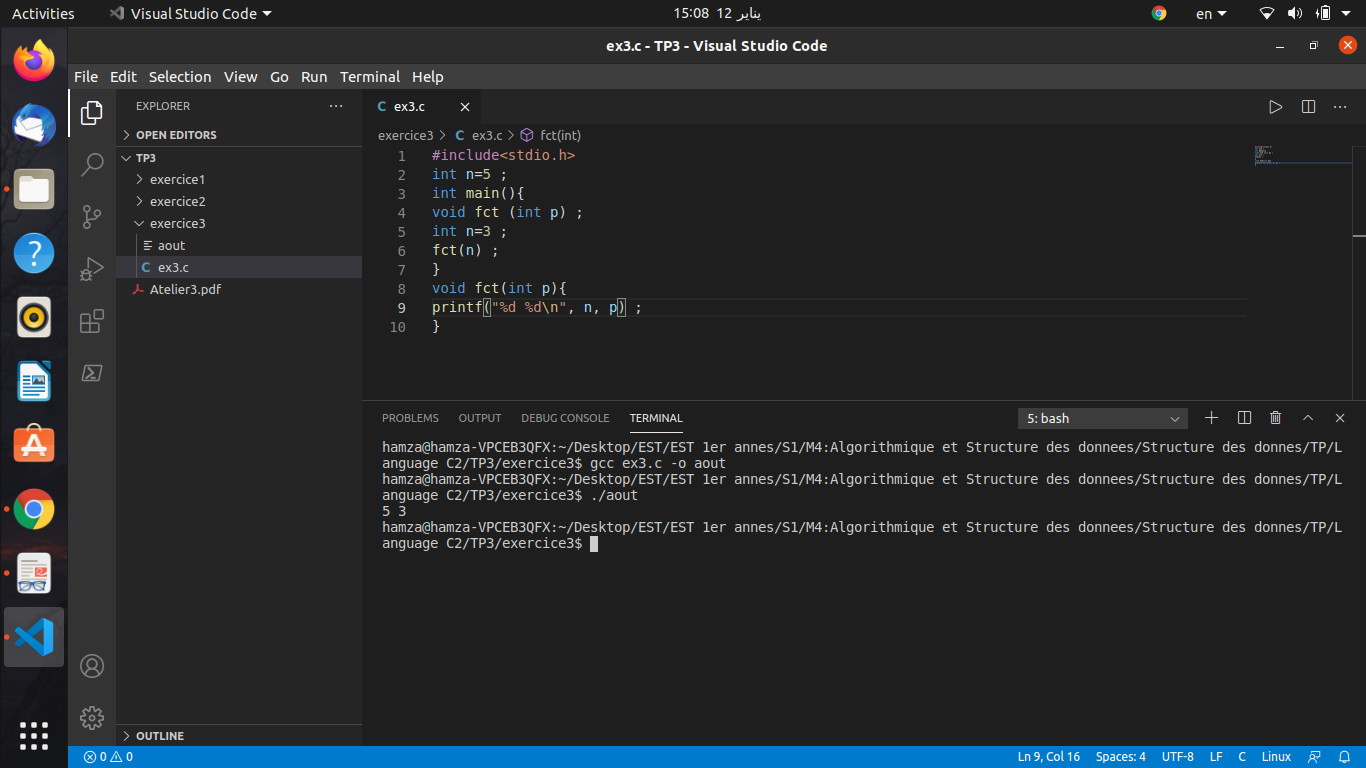 Activities Visual Studio Code يناير 12 15:08 en
ex3.c - TP3 - Visual Studio Code
File Edit Selection View Go Run Terminal Help
EXPLORER
OPEN EDITORS
TP3
exercice1
exercice2
exercice3
aout
C ex3.c
Atelier3.pdf
OUTLINE
C ex3.c
exercice3 > C ex3.c > fct(int)
1 #include<stdio.h>
2 int n=5 ;
3 int main(){
4 void fct (int p) ;
5 int n=3 ;
6 fct(n) ;
7 }
8 void fct(int p){
9 printf("%d %d\n", n, p) ;
10 }
PROBLEMS OUTPUT DEBUG CONSOLE TERMINAL 5: bash
hamza@hamza-VPCEB3QFX:~/Desktop/EST/EST 1er annes/S1/M4:Algorithmique et Structure des donnees/Structure des donnes/TP/L
anguage C2/TP3/exercice3$ gcc ex3.c -o aout
hamza@hamza-VPCEB3QFX:~/Desktop/EST/EST 1er annes/S1/M4:Algorithmique et Structure des donnees/Structure des donnes/TP/L
anguage C2/TP3/exercice3$ ./aout
5 3
hamza@hamza-VPCEB3QFX:~/Desktop/EST/EST 1er annes/S1/M4:Algorithmique et Structure des donnees/Structure des donnes/TP/L
anguage C2/TP3/exercice3$
0 0 Ln 9, Col 16 Spaces: 4 UTF-8 LF C Linux